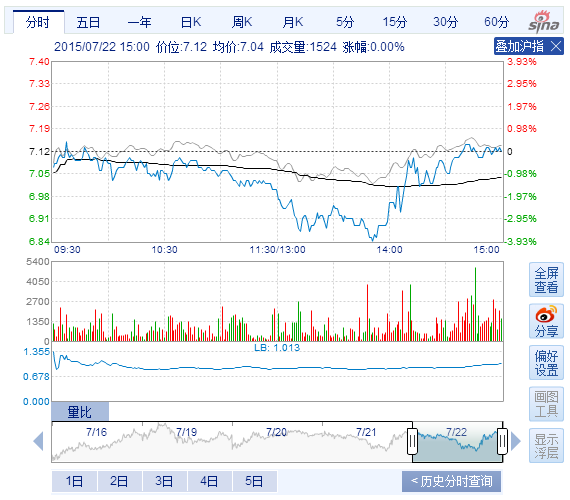 分时 五日 一年 日K 周K 月K 5分 15分 30分 60分 sina
2015/07/22 15:00 价位:7.12 均价:7.04 成交量:1524 涨幅:0.00% 叠加沪指
7.40 3.93%
7.33 2.95%
7.26 1.97%
7.19 0.98%
7.12 0
7.05 -0.98%
6.98 -1.97%
6.91 -2.95%
6.84 -3.93%
09:30 10:30 11:30/13:00 14:00 15:00
5400
4050
2700
1350
0
全屏
查看
分享
LB: 1.013
1.355
0.678
0.000
偏好
设置
量比
画图
工具
7/16 7/19 7/20 7/21 7/22
显示
浮层
1日 2日 3日 4日 5日 <历史分时查询